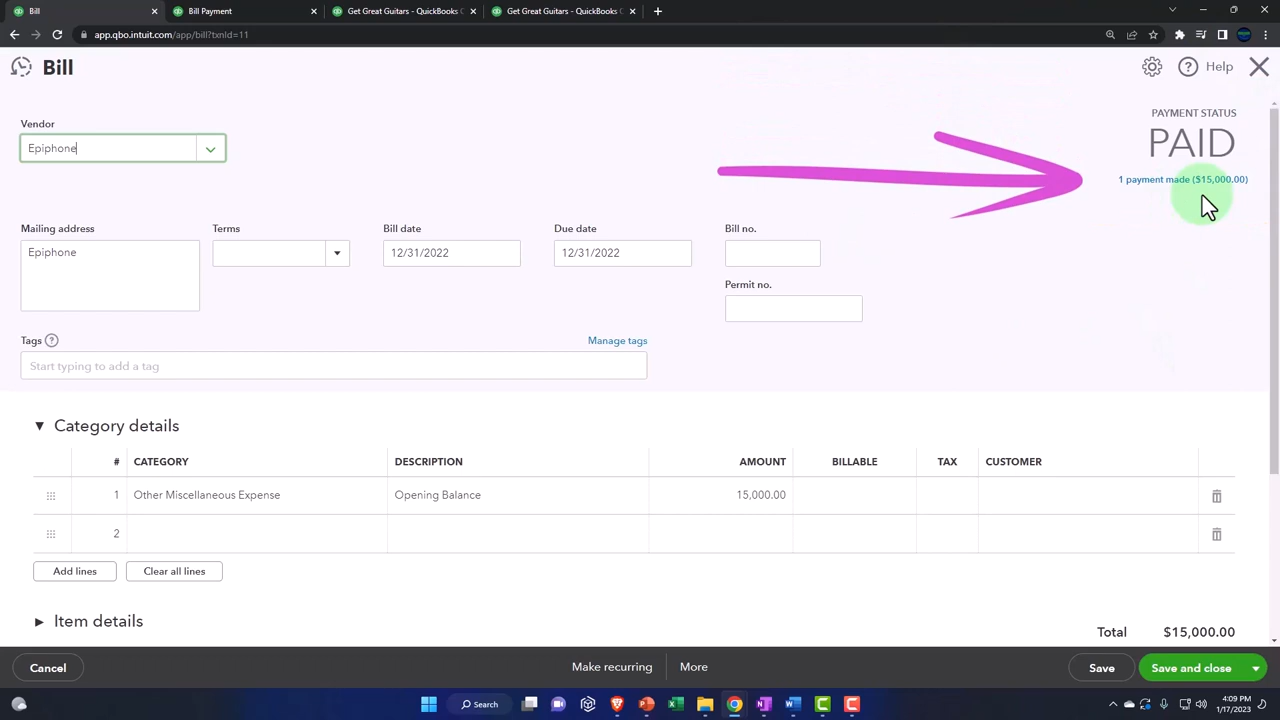 Bill
Bill Payment
Get Great Guitars - QuickBooks C
Get Great Guitars - QuickBooks C
app.qbo.intuit.com/app/bill?txnId=11
Bill
Help
Vendor
Epiphone
PAYMENT STATUS
PAID
1 payment made ($15,000.00)
Mailing address
Terms
Bill date
Due date
Bill no.
Epiphone
12/31/2022
12/31/2022
Permit no.
Tags
Manage tags
Start typing to add a tag
Category details
# CATEGORY DESCRIPTION AMOUNT BILLABLE TAX CUSTOMER
1 Other Miscellaneous Expense Opening Balance 15,000.00
2
Add lines
Clear all lines
Item details
Total $15,000.00
Cancel
Make recurring
More
Save
Save and close
Search
4:09 PM
1/17/2023